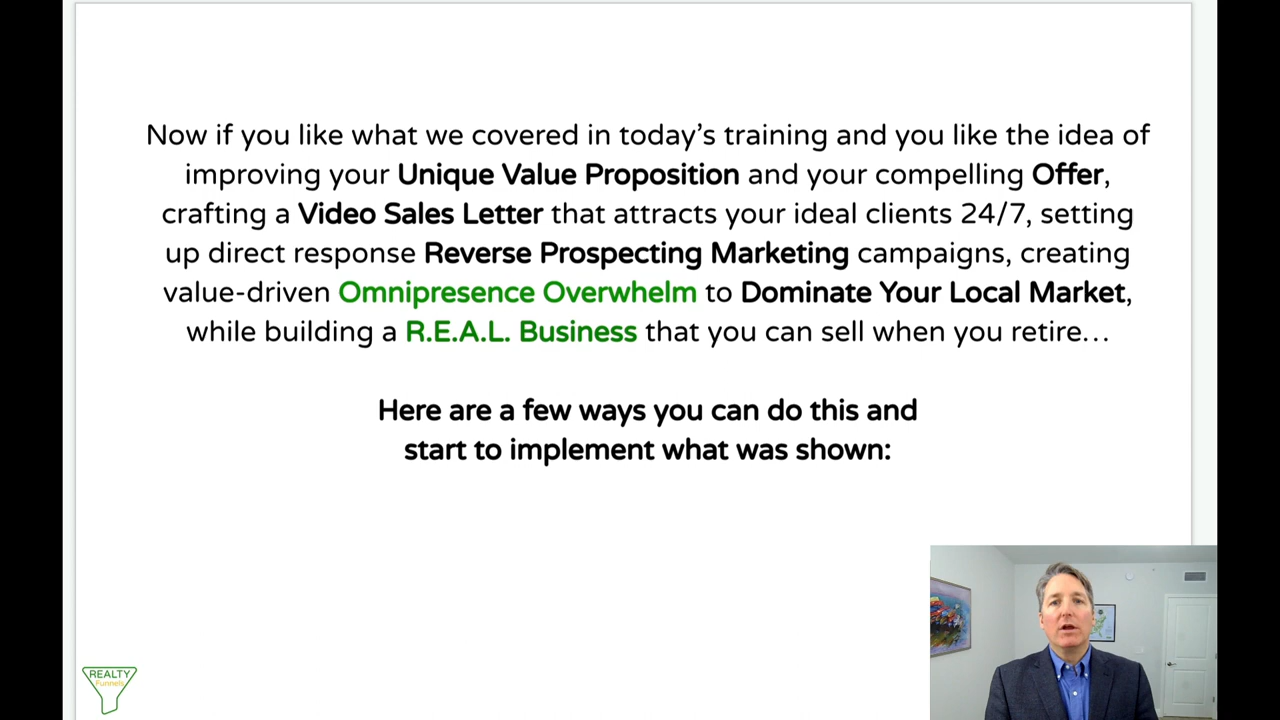 Now if you like what we covered in today's training and you like the idea of
improving your Unique Value Proposition and your compelling Offer,
crafting a Video Sales Letter that attracts your ideal clients 24/7, setting
up direct response Reverse Prospecting Marketing campaigns, creating
value-driven Omnipresence Overwhelm to Dominate Your Local Market,
while building a R.E.A.L. Business that you can sell when you retire…
Here are a few ways you can do this and
start to implement what was shown:
REALTY
Funnels